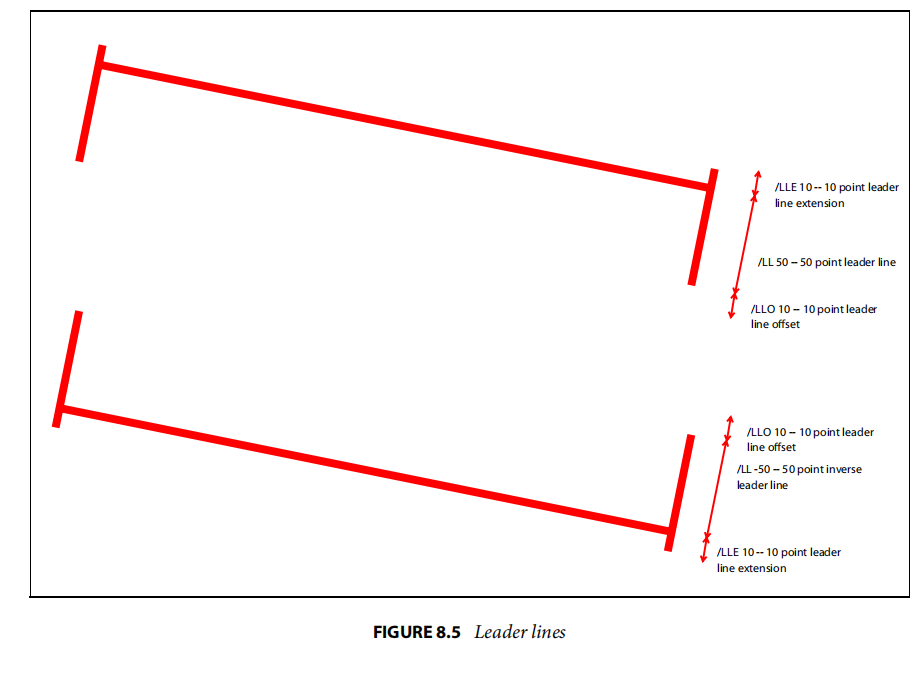 /LLE 10 -- 10 point leader
line extension
/LL 50 – 50 point leader line
/LLO 10 – 10 point leader
line offset
/LLO 10 – 10 point leader
line offset
/LL -50 – 50 point inverse
leader line
/LLE 10 -- 10 point leader
line extension
FIGURE 8.5 Leader lines